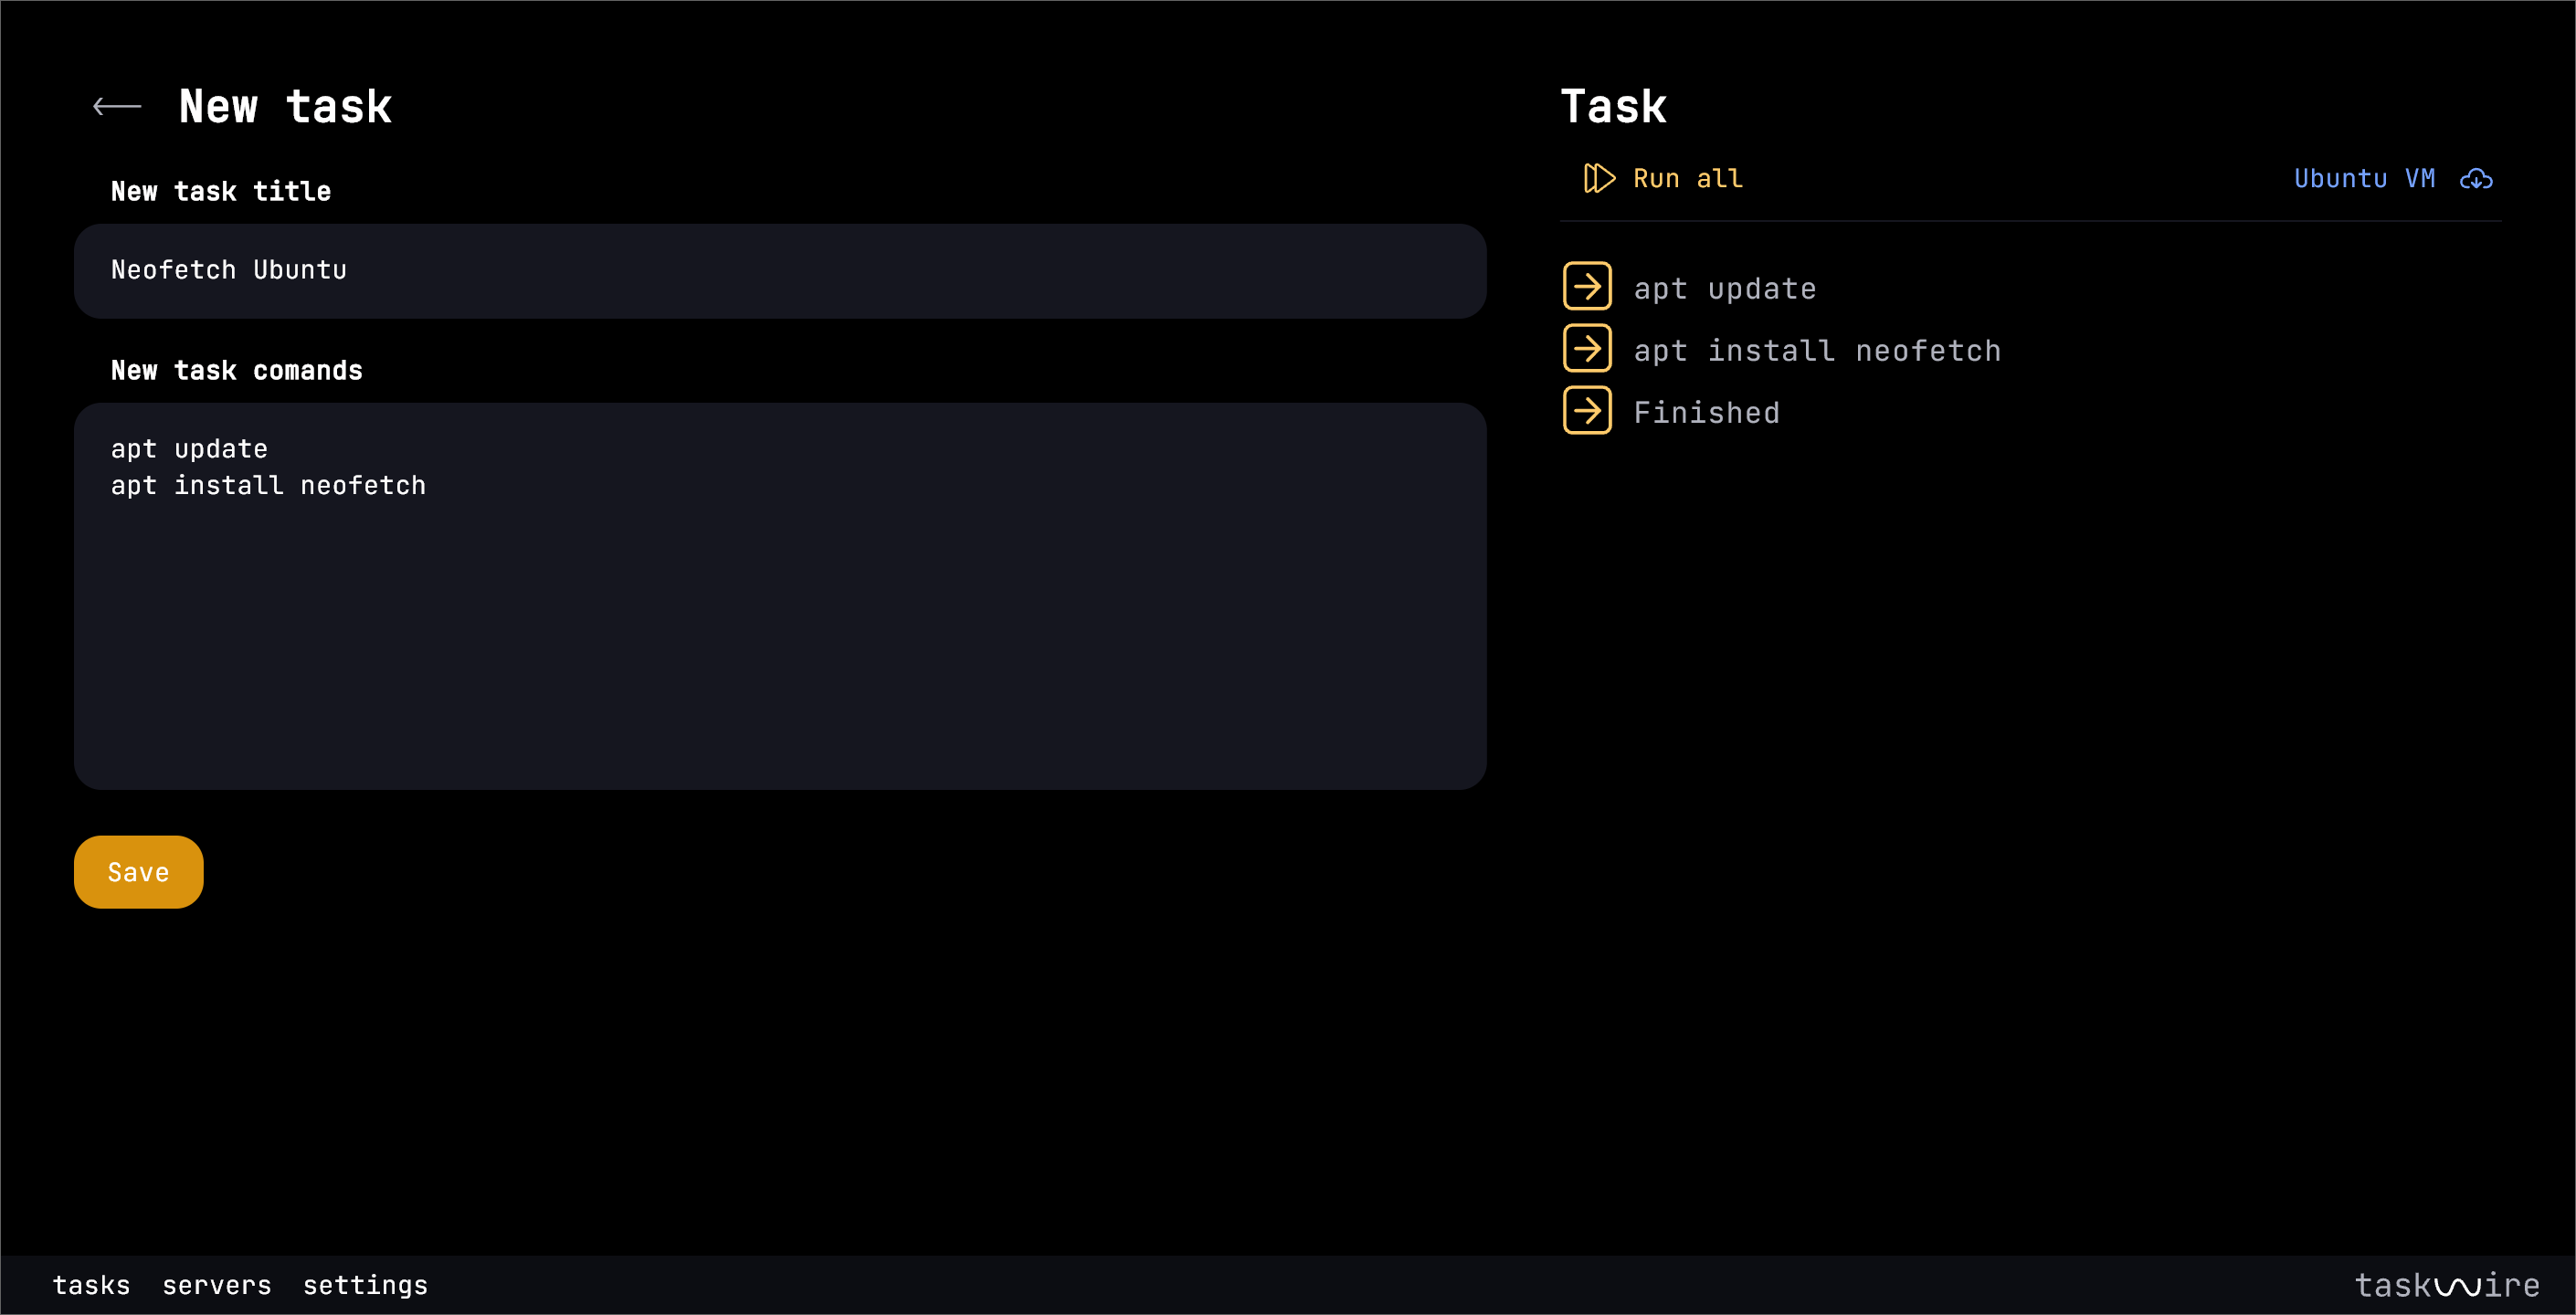 New task
New task title
Neofetch Ubuntu
New task comands
apt update
apt install neofetch
Save
Task
Run all
Ubuntu VM
apt update
apt install neofetch
Finished
tasks servers settings
taskwire